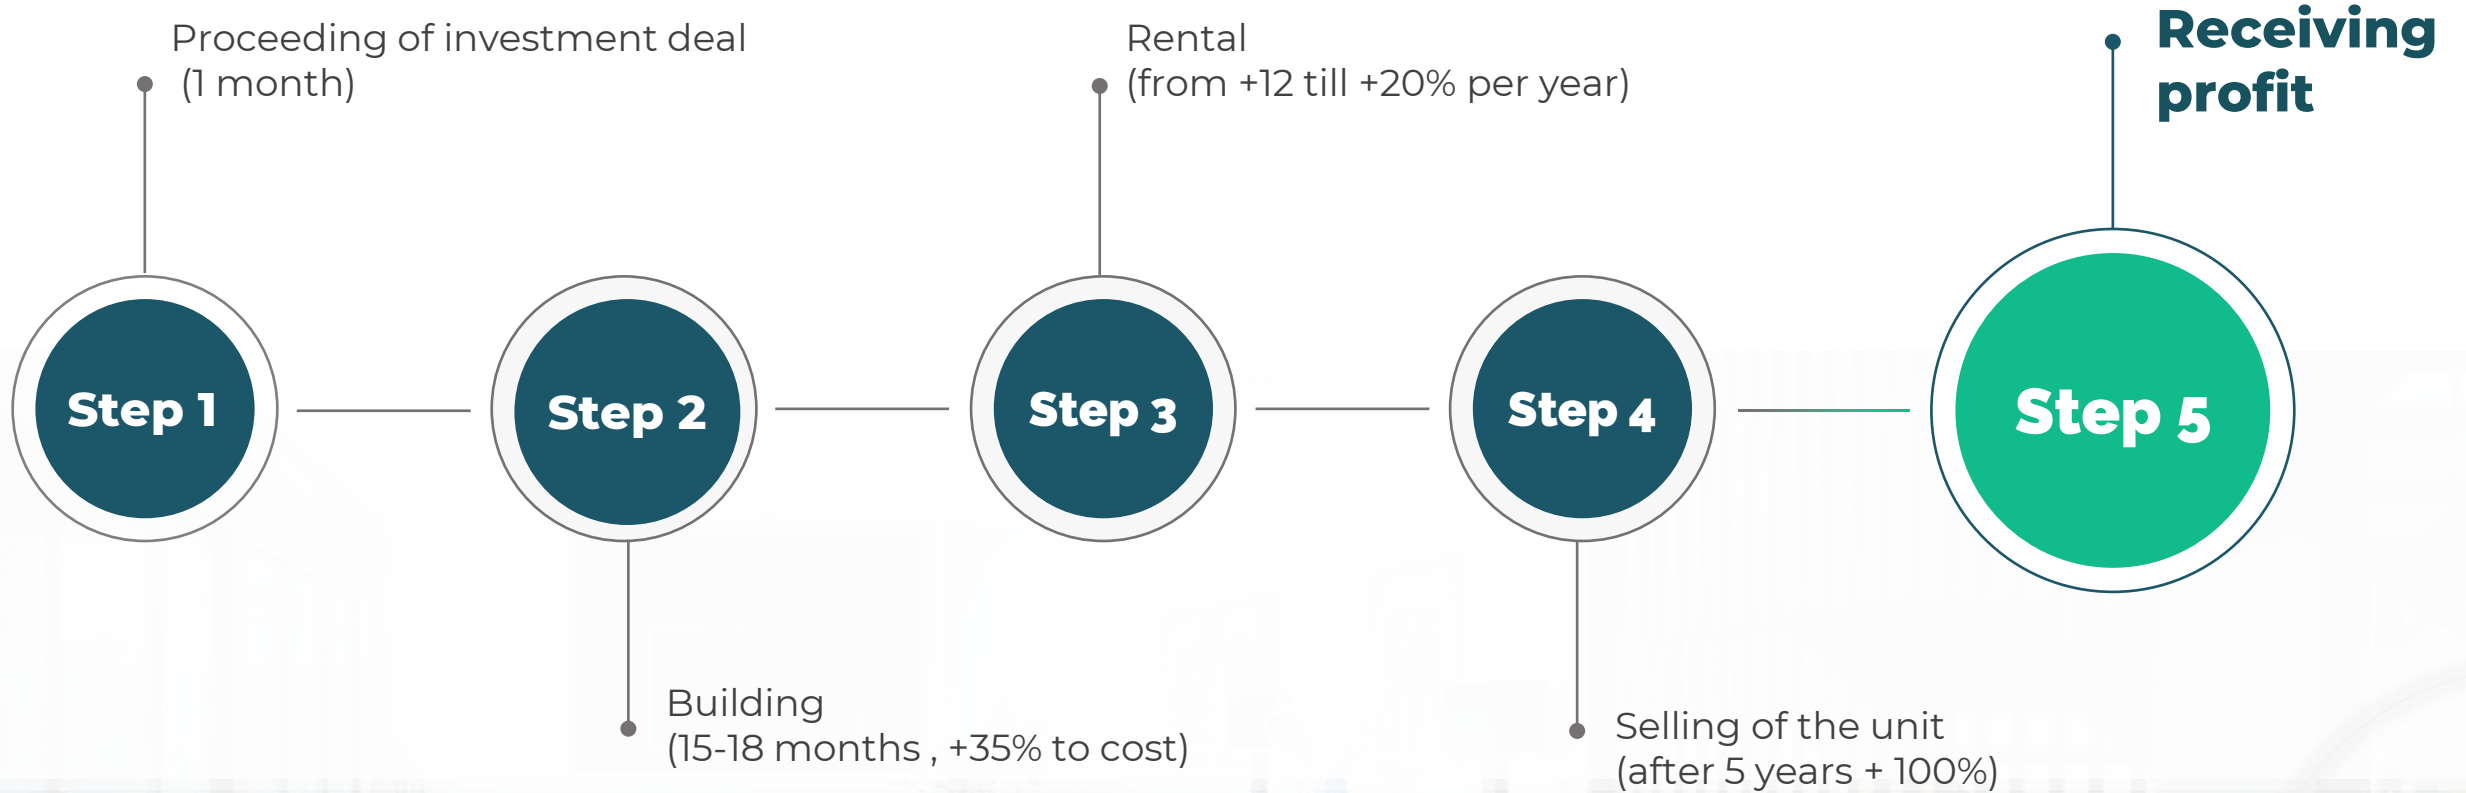 Proceeding of investment deal
(1 month)
Rental
(from +12 till +20% per year)
Receiving
profit
Step 1
Step 2
Step 3
Step 4
Step 5
Building
(15-18 months , +35% to cost)
Selling of the unit
(after 5 years + 100%)